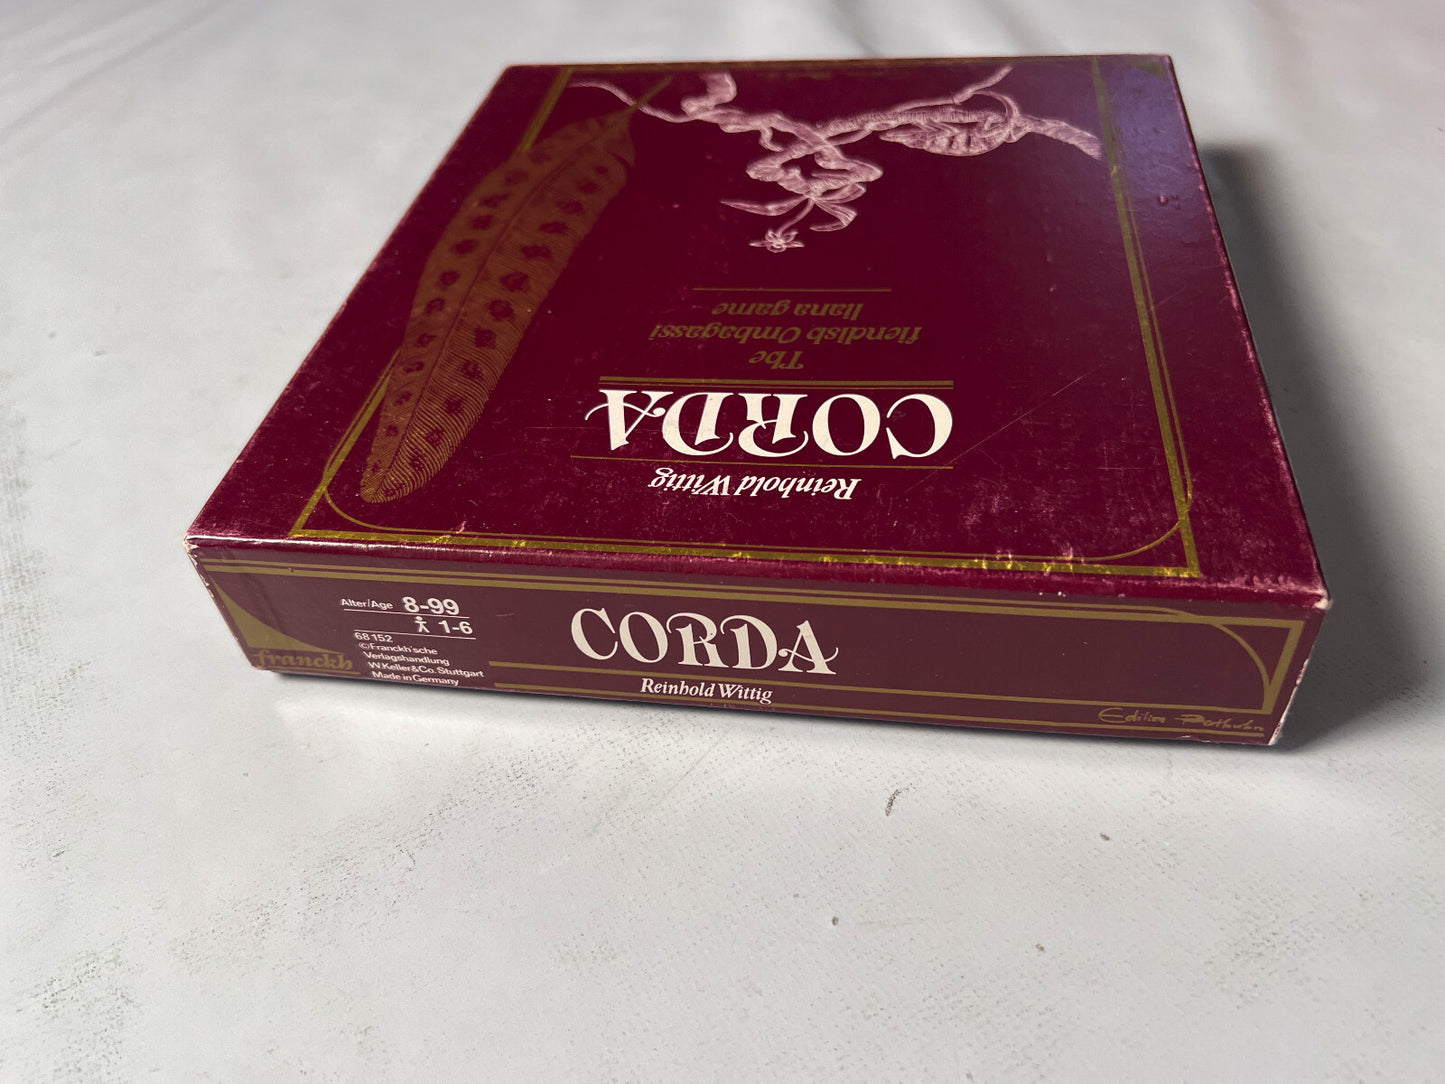 Reinhold Wittig
CORDA
The
fiendish Ombagassi
liana game
Alter/Age 8-99
1-6
68 152
©Franckh'sche
Verlagshandlung
W.Keller&Co. Stuttgart
Made in Germany
franckh
CORDA
Reinhold Wittig
Edition Perlhuhn